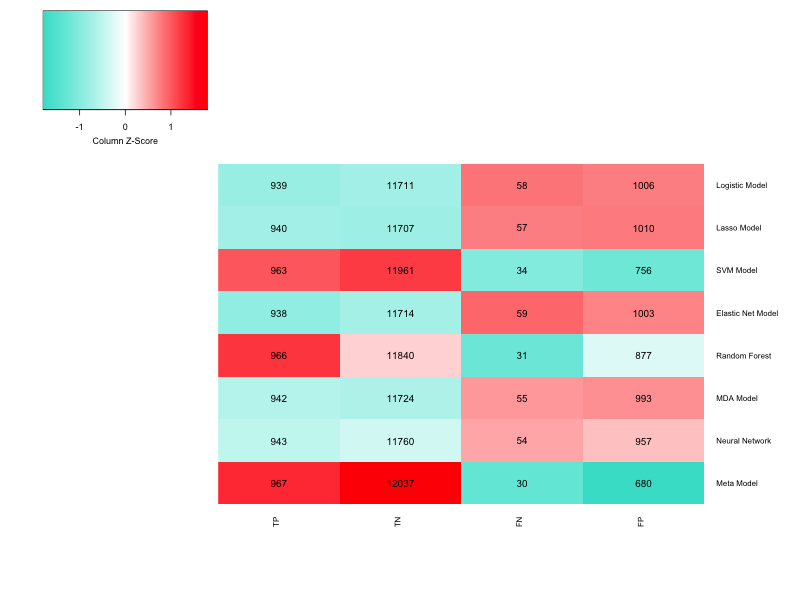 -1 0 1
Column Z-Score
939 11711 58 1006 Logistic Model
940 11707 57 1010 Lasso Model
963 11961 34 756 SVM Model
938 11714 59 1003 Elastic Net Model
966 11840 31 877 Random Forest
942 11724 55 993 MDA Model
943 11760 54 957 Neural Network
967 12037 30 680 Meta Model
TP TN FN FP